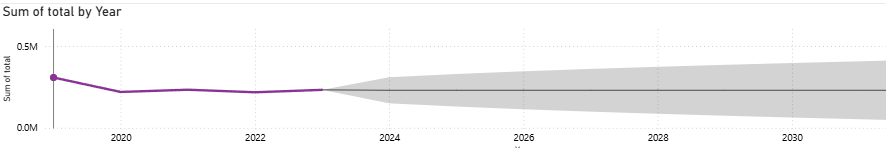 Sum of total by Year
0.5M
Sum of total
0.0M
2020 2022 2024 2026 2028 2030